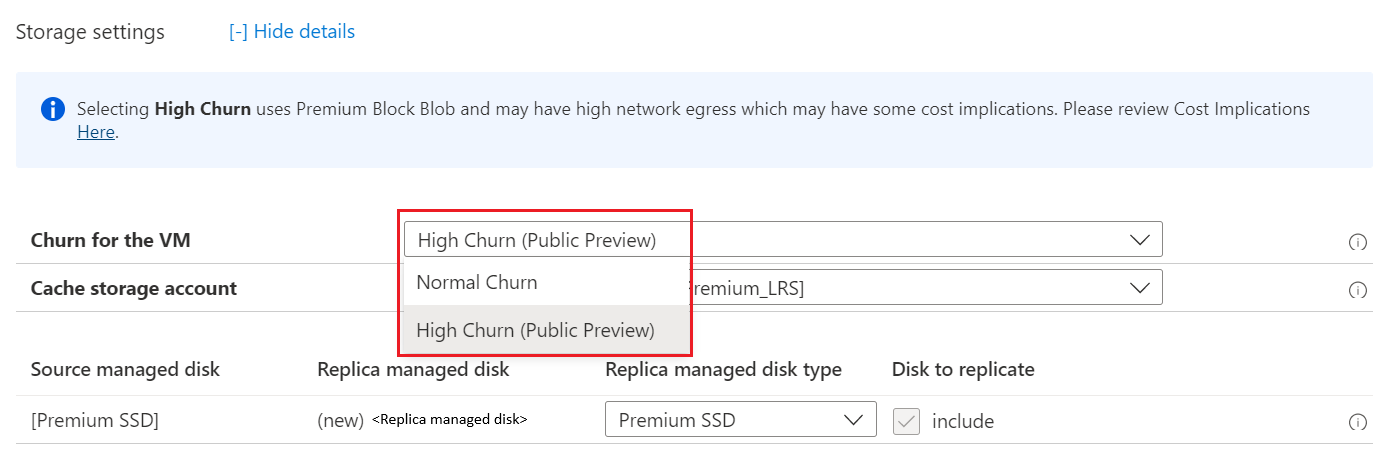 Storage settings [-] Hide details
Selecting High Churn uses Premium Block Blob and may have high network egress which may have some cost implications. Please review Cost Implications
Here.
Churn for the VM High Churn (Public Preview)
Normal Churn
Cache storage account remium_LRS]
High Churn (Public Preview)
Source managed disk Replica managed disk Replica managed disk type Disk to replicate
[Premium SSD] (new) <Replica managed disk> Premium SSD include